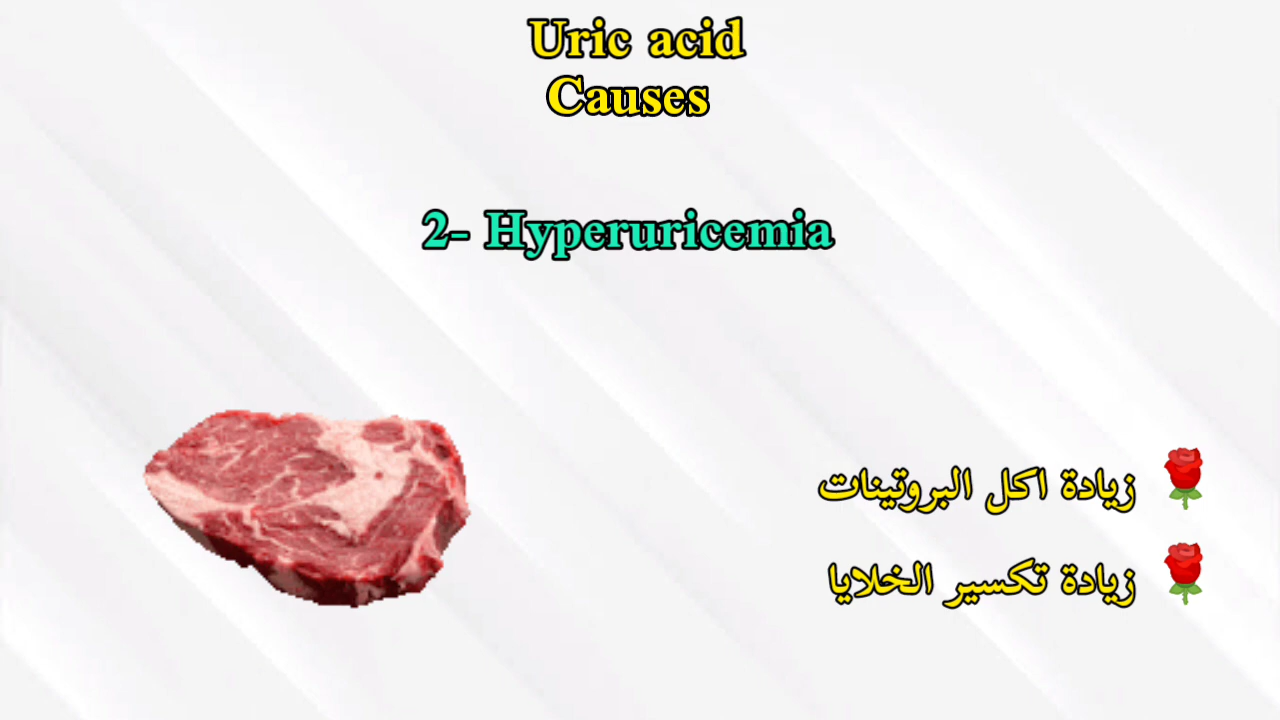 Uric acid
Causes
2- Hyperuricemia
زيادة اكل البروتينات
زيادة تكسير الخلايا